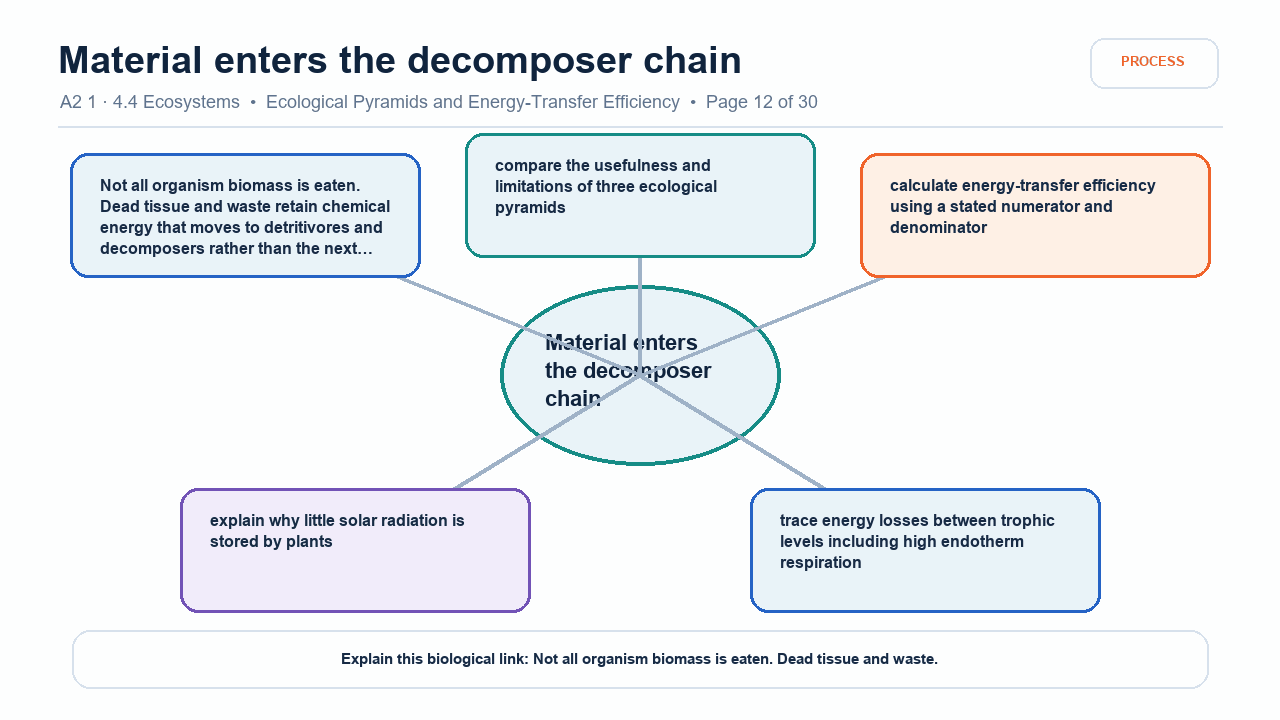 Material enters the decomposer chain
PROCESS
A2 1 · 4.4 Ecosystems • Ecological Pyramids and Energy-Transfer Efficiency • Page 12 of 30
Not all organism biomass is eaten.
Dead tissue and waste retain chemical
energy that moves to detritivores and
decomposers rather than the next…
compare the usefulness and
limitations of three ecological
pyramids
calculate energy-transfer efficiency
using a stated numerator and
denominator
Material enters
the decomposer
chain
explain why little solar radiation is
stored by plants
trace energy losses between trophic
levels including high endotherm
respiration
Explain this biological link: Not all organism biomass is eaten. Dead tissue and waste.